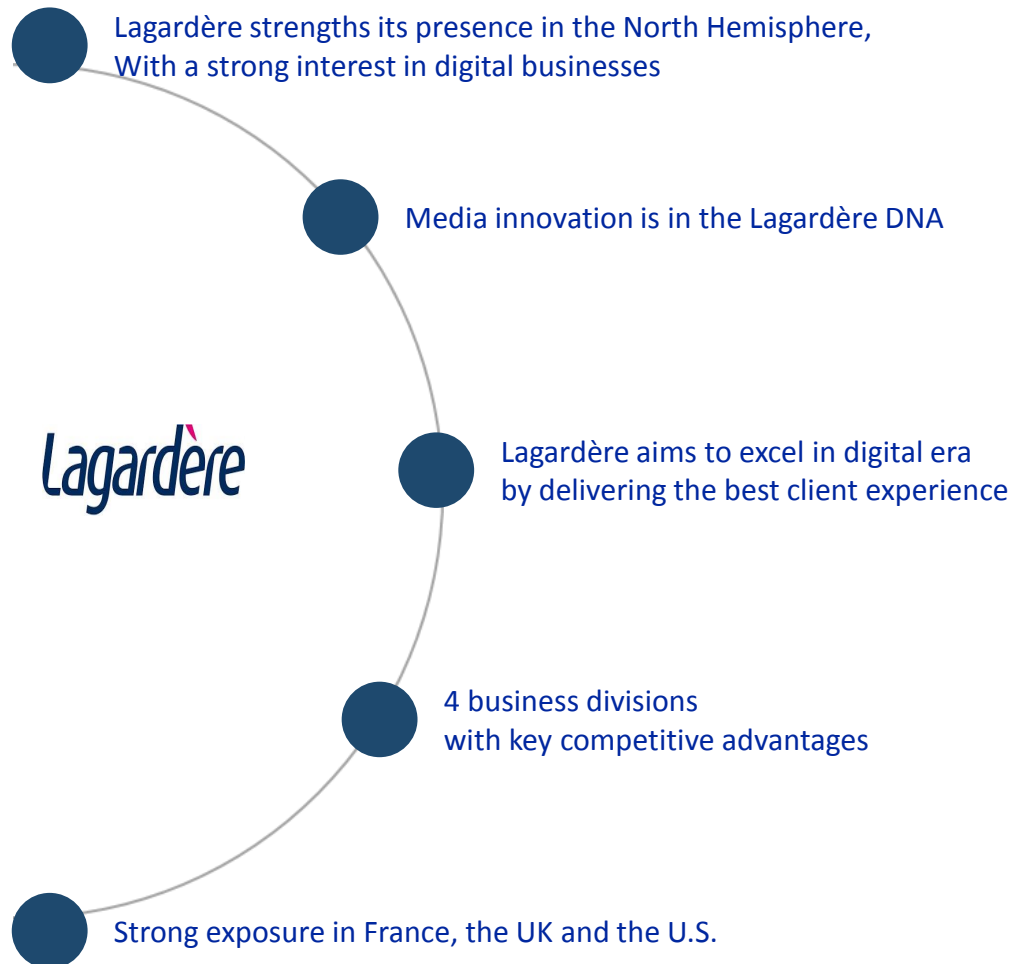 Lagardère strengths its presence in the North Hemisphere,
With a strong interest in digital businesses
Media innovation is in the Lagardère DNA
Lagardère
Lagardère aims to excel in digital era
by delivering the best client experience
4 business divisions
with key competitive advantages
Strong exposure in France, the UK and the U.S.